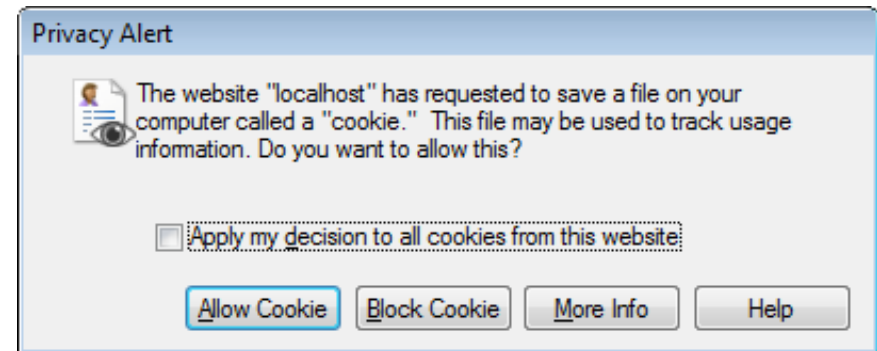 Privacy Alert
The website "localhost" has requested to save a file on your
computer called a "cookie."  This file may be used to track usage
information. Do you want to allow this?
Apply my decision to all cookies from this website
Allow Cookie
Block Cookie
More Info
Help